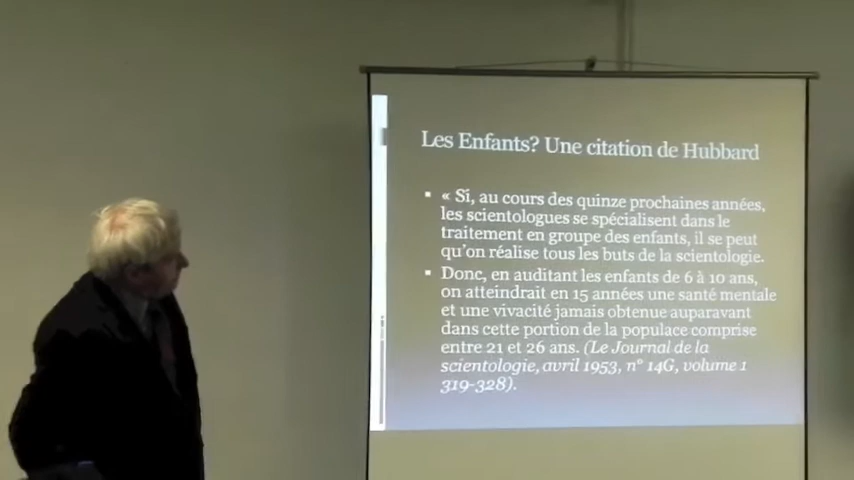 Les Enfants? Une citation de Hubbard
▪ « Si, au cours des quinze prochaines années,
les scientologues se spécialisent dans le
traitement en groupe des enfants, il se peut
qu'on réalise tous les buts de la scientologie.
▪ Donc, en auditant les enfants de 6 à 10 ans,
on atteindrait en 15 années une santé mentale
et une vivacité jamais obtenue auparavant
dans cette portion de la populace comprise
entre 21 et 26 ans. (Le Journal de la
scientologie, avril 1953, n° 14G, volume 1
319-328).